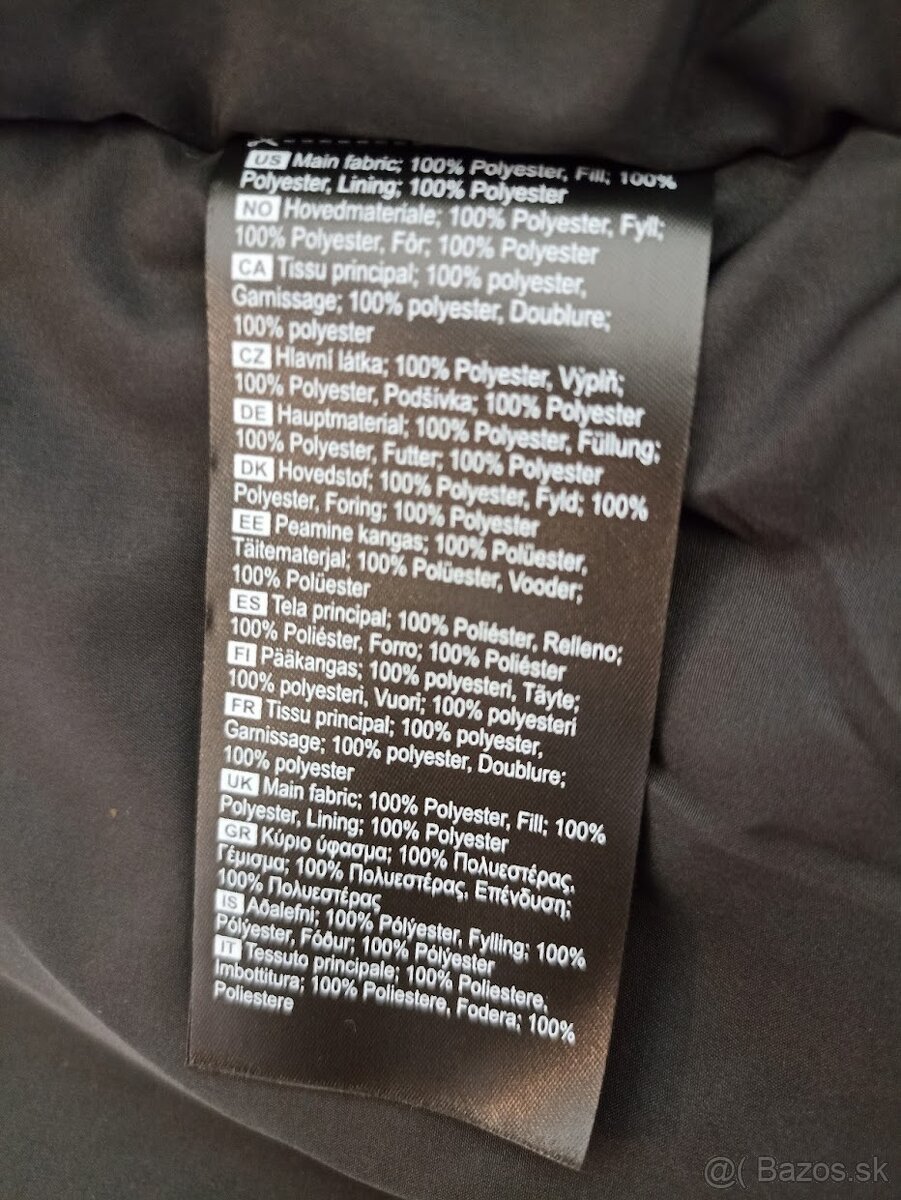 US Main fabric; 100% Polyester, Fill; 100%
Polyester, Lining; 100% Polyester
NO Hovedmateriale; 100% Polyester, Fyll;
100% Polyester, Fôr; 100% Polyester
CA Tissu principal; 100% polyester,
Garnissage; 100% polyester, Doublure;
100% polyester
CZ Hlavní látka; 100% Polyester, Výplň;
100% Polyester, Podšívka; 100% Polyester
DE Hauptmaterial; 100% Polyester, Füllung;
100% Polyester, Futter; 100% Polyester
DK Hovedstof; 100% Polyester, Fyld; 100%
Polyester, Foring; 100% Polyester
EE Peamine kangas; 100% Polüester,
Täitematerjal; 100% Polüester, Vooder;
100% Polüester
ES Tela principal; 100% Poliéster, Relleno;
100% Poliéster, Forro; 100% Poliéster
FI Pääkangas; 100% polyesteri, Täyte;
100% polyesteri, Vuori; 100% polyesteri
FR Tissu principal; 100% polyester,
Garnissage; 100% polyester, Doublure;
100% polyester
UK Main fabric; 100% Polyester, Fill; 100%
Polyester, Lining; 100% Polyester
GR Κύριο ύφασμα; 100% Πολυεστέρας,
Γέμισμα; 100% Πολυεστέρας, Επένδυση;
100% Πολυεστέρας
IS Aðalefni; 100% Pólýester, Fylling; 100%
Pólýester, Fóður; 100% Pólýester
IT Tessuto principale; 100% Poliestere,
Imbottitura; 100% Poliestere, Fodera; 100%
Poliestere
@( Bazos.sk